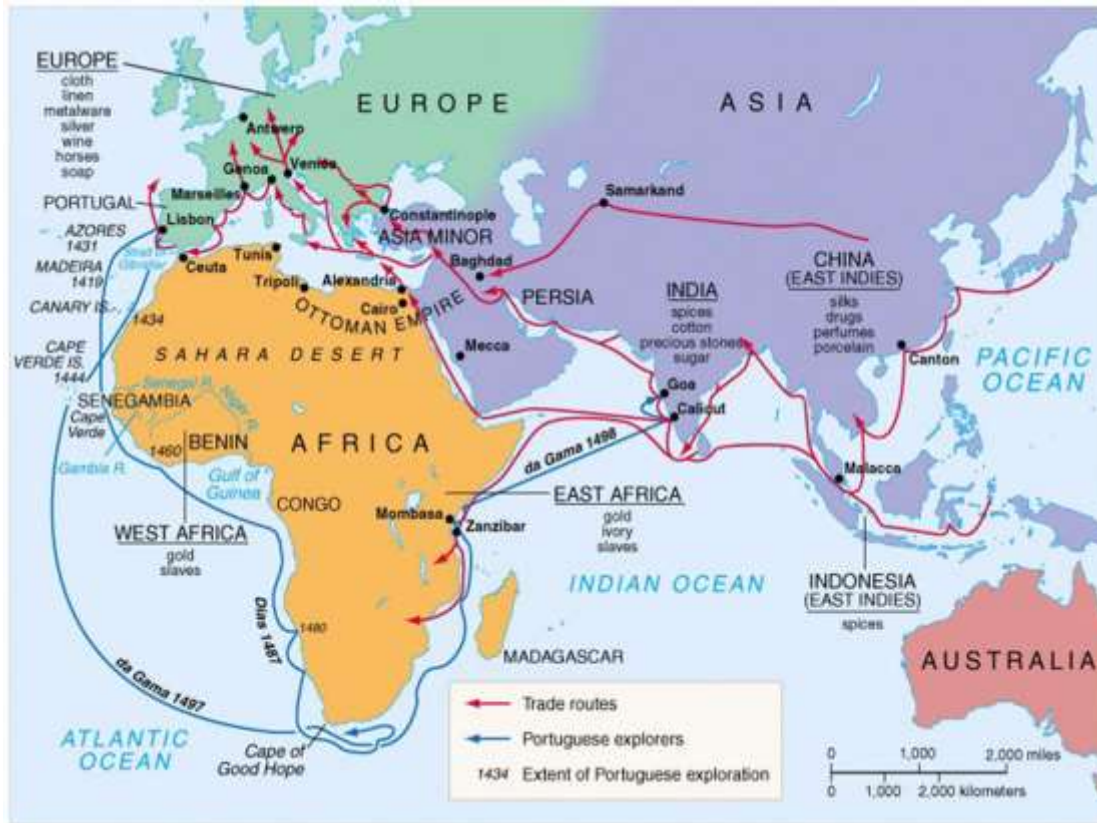 EUROPE
cloth
linen
metalware
silver
wine
horses
soap
EUROPE
ASIA
Antwerp
Venice
Genoa
Marseilles
PORTUGAL
Lisbon
Constantinople
ASIA MINOR
Samarkand
AZORES
1431
Strait of
Gibraltar
Ceuta
Tunis
Tripoli
Alexandria
Cairo
OTTOMAN EMPIRE
Baghdad
PERSIA
MADEIRA
1419
CANARY IS.
1434
SAHARA DESERT
Mecca
INDIA
spices
cotton
precious stones
sugar
CHINA
(EAST INDIES)
silks
drugs
perfumes
porcelain
Canton
PACIFIC
OCEAN
CAPE
VERDE IS.
1444
Senegal R.
Niger R.
SENEGAMBIA
Cape
Verde
Gambia R.
1460
BENIN
AFRICA
Gulf of
Guinea
CONGO
Goa
Calicut
da Gama 1498
Malacca
WEST AFRICA
gold
slaves
EAST AFRICA
gold
ivory
slaves
Mombasa
Zanzibar
INDIAN OCEAN
INDONESIA
(EAST INDIES)
spices
Dias 1487
1480
da Gama 1497
MADAGASCAR
AUSTRALIA
ATLANTIC
OCEAN
Cape of
Good Hope
Trade routes
Portuguese explorers
1434 Extent of Portuguese exploration
0 1,000 2,000 miles
0 1,000 2,000 kilometers